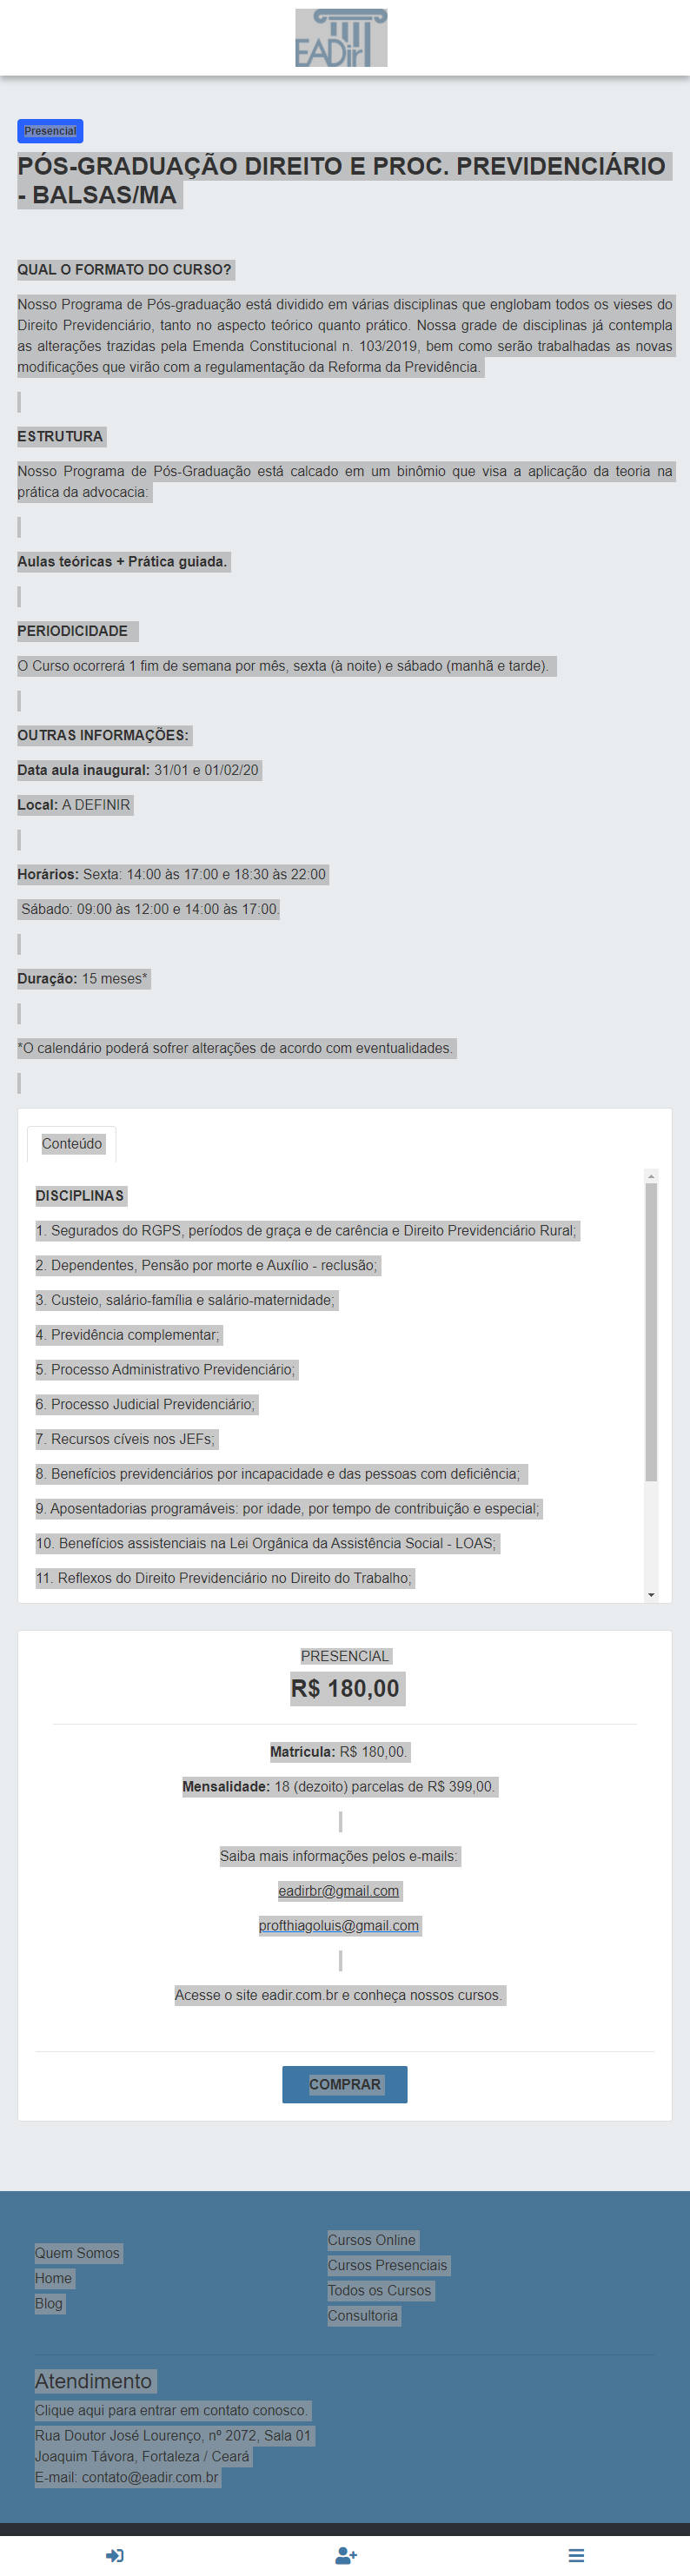 EADir
Presencial
PÓS-GRADUAÇÃO DIREITO E PROC. PREVIDENCIÁRIO
- BALSAS/MA
QUAL O FORMATO DO CURSO?
Nosso Programa de Pós-graduação está dividido em várias disciplinas que englobam todos os vieses do
Direito Previdenciário, tanto no aspecto teórico quanto prático. Nossa grade de disciplinas já contempla
as alterações trazidas pela Emenda Constitucional n. 103/2019, bem como serão trabalhadas as novas
modificações que virão com a regulamentação da Reforma da Previdência.
ESTRUTURA
Nosso Programa de Pós-Graduação está calcado em um binômio que visa a aplicação da teoria na
prática da advocacia:
Aulas teóricas + Prática guiada.
PERIODICIDADE
O Curso ocorrerá 1 fim de semana por mês, sexta (à noite) e sábado (manhã e tarde).
OUTRAS INFORMAÇÕES:
Data aula inaugural: 31/01 e 01/02/20
Local: A DEFINIR
Horários: Sexta: 14:00 às 17:00 e 18:30 às 22:00
Sábado: 09:00 às 12:00 e 14:00 às 17:00.
Duração: 15 meses*
*O calendário poderá sofrer alterações de acordo com eventualidades.
Conteúdo
DISCIPLINAS
1. Segurados do RGPS, períodos de graça e de carência e Direito Previdenciário Rural;
2. Dependentes, Pensão por morte e Auxílio - reclusão;
3. Custeio, salário-família e salário-maternidade;
4. Previdência complementar;
5. Processo Administrativo Previdenciário;
6. Processo Judicial Previdenciário;
7. Recursos cíveis nos JEFs;
8. Benefícios previdenciários por incapacidade e das pessoas com deficiência;
9. Aposentadorias programáveis: por idade, por tempo de contribuição e especial;
10. Benefícios assistenciais na Lei Orgânica da Assistência Social - LOAS;
11. Reflexos do Direito Previdenciário no Direito do Trabalho;
PRESENCIAL
R$ 180,00
Matrícula: R$ 180,00.
Mensalidade: 18 (dezoito) parcelas de R$ 399,00.
Saiba mais informações pelos e-mails:
eadirbr@gmail.com
profthiagoluis@gmail.com
Acesse o site eadir.com.br e conheça nossos cursos.
COMPRAR
Quem Somos
Home
Blog
Cursos Online
Cursos Presenciais
Todos os Cursos
Consultoria
Atendimento
Clique aqui para entrar em contato conosco.
Rua Doutor José Lourenço, nº 2072, Sala 01
Joaquim Távora, Fortaleza / Ceará
E-mail: contato@eadir.com.br